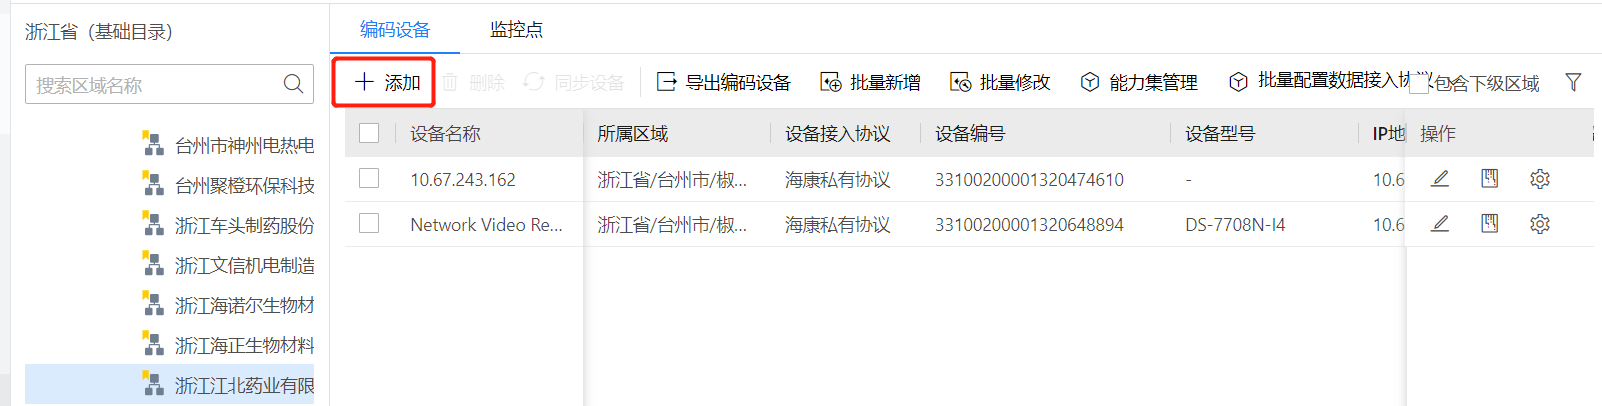 浙江省（基础目录）
搜索区域名称
台州市神州电热电
台州聚橙环保科技
浙江车头制药股份
浙江文信机电制造
浙江海诺尔生物材
浙江海正生物材料
浙江江北药业有限
编码设备 监控点
添加 删除 同步设备 导出编码设备 批量新增 批量修改 能力集管理 批量配置数据接入协议 包含下级区域
设备名称 所属区域 设备接入协议 设备编号 设备型号 IP地 操作
10.67.243.162 浙江省/台州市/椒... 海康私有协议 33100200001320474610 - 10.6
Network Video Re... 浙江省/台州市/椒... 海康私有协议 33100200001320648894 DS-7708N-I4 10.6